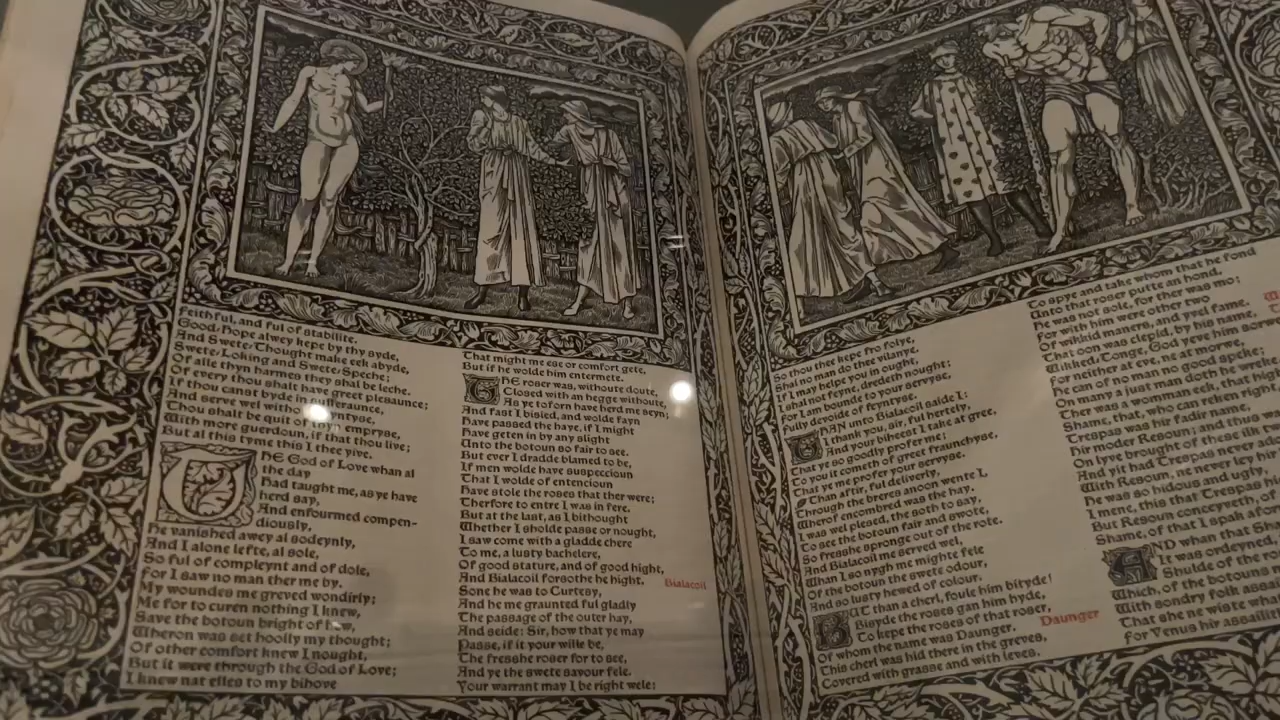 feithful, and ful of stabilite.
Good-hope alwey kepe by thy syde,
And Swete-Thought make eek abyde,
Swete-Loking and Swete-Speche;
Of alle thyn harmes they shal be leche.
Of every thou shalt have greet plesaunce;
If thou canst byde in sufferaunce,
And serve wel withoute feyntyse,
Thou shalt be quit of thyn empryse,
With more guerdoun, if that thou live;
But al this tyme this I thee yive.
THE God of Love whan al
the day
had taught me, as ye have
herd say,
And enfourmed compen-
diously,
he vanished awey al sodeynly,
And I alone lefte, al sole,
So ful of compleynt and of dole,
for I saw no man ther me by.
My woundes me greved wondirly;
Me for to curen nothing I knew,
Save the botoun bright of hew,
Wheron was set hoolly my thought;
Of other comfort knew I nought,
But it were through the God of Love;
I knew nat elles to my bihove
That might me ese or comfort gete,
But if he wolde him entermete.
THE roser was, withoute doute,
Closed with an hegge withoute,
As ye to-forn have herd me seyn;
And fast I bisied, and wolde fayn
have passed the haye, if I might
have geten in by any slight
Unto the botoun so fair to see.
But ever I dradde blamed to be,
If men wolde have suspeccioun
That I wolde of entencioun
have stole the roses that ther were;
Therfore to entre I was in fere.
But at the last, as I bithought
Whether I sholde passe or nought,
I saw come with a gladde chere
To me, a lusty bachelere,
Of good stature, and of good hight,
And Bialacoil forsothe he hight.
Bialacoil
Sone he was to Curtesy,
And he me graunted ful gladly
The passage of the outer hay,
And seide: Sir, how that ye may
Passe, if it your wille be,
The fresshe roser for to see,
And ye the swete savour fele.
Your warrant may I be right wele:
So thou thee kepe fro folye,
Shal no man do thee vilanye.
If I may helpe you in ought,
I shal not feyne, dredeth nought;
for I am bounde to your servyse,
fully devoide of feyntyse.
THAN unto Bialacoil saide I:
I thank you, sir, ful hertely,
And your biheest I take at gree,
That ye so goodly profer me;
To you it cometh of greet fraunchyse,
That ye me profer your servyse.
Than aftir, ful deliverly,
Through the breres anoon wente I,
Wherof encombred was the hay.
I was wel plesed, the soth to say,
To see the botoun fair and swote,
So fresshe spronge out of the rote.
And Bialacoil me served wel,
Whan I so nygh me mighte fele
Of the botoun the swete odour,
And so lusty hewed of colour.
BUT than a cherl, foule him bityde!
Bisyde the roses gan him hyde,
To kepe the roses of that roser,
Of whom the name was Daunger.
Daunger
This cherl was hid there in the greves,
Covered with grasse and with leves,
To spye and take whom that he fond
Unto that roser putte an hond.
he was not sole, for ther was mo;
for with him were other two
Of wikkid maners, and yvel fame.
That oon was clepid, by his name,
Wikked-Tonge, God yeve him sorwe!
for neither at eve, ne at morwe,
he can of no man no good speke;
On many a just man doth he wreke.
Ther was a womman eek, that hight
Shame, that, who can reken right,
Trespas was hir fadir name,
hir moder Resoun; and thus was
On lyve brought of these ilk
And yit had Trespas never
With Resoun, ne never ley hir
he was so hidous and ugly,
I mene, this that Trespas
But Resoun conceyveth, of
Shame, of that I spak
AND whan that
It was ordeyned,
Shulde of the
Which, of the botouns
With sondry folk
That she ne wiste what
for Venus hir